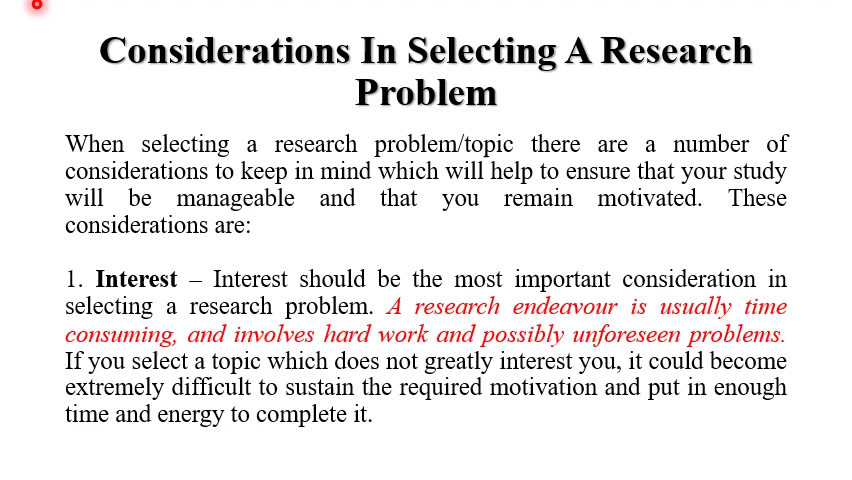 Considerations In Selecting A Research
Problem
When selecting a research problem/topic there are a number of
considerations to keep in mind which will help to ensure that your study
will be manageable and that you remain motivated. These
considerations are:
1. Interest – Interest should be the most important consideration in
selecting a research problem. A research endeavour is usually time
consuming, and involves hard work and possibly unforeseen problems.
If you select a topic which does not greatly interest you, it could become
extremely difficult to sustain the required motivation and put in enough
time and energy to complete it.